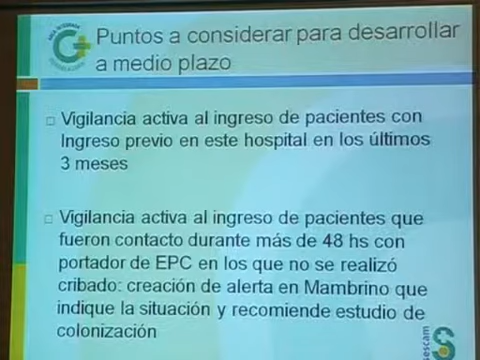 Puntos a considerar para desarrollar
a medio plazo
Vigilancia activa al ingreso de pacientes con
Ingreso previo en este hospital en los últimos
3 meses
Vigilancia activa al ingreso de pacientes que
fueron contacto durante más de 48 hs con
portador de EPC en los que no se realizó
cribado: creación de alerta en Mambrino que
indique la situación y recomiende estudio de
colonización
escam